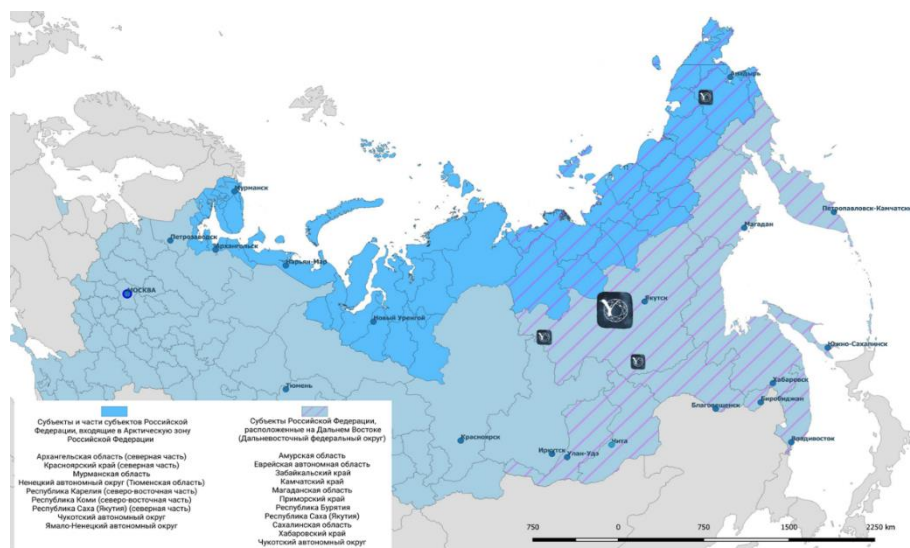 Анадырь
Мурманск
Петропавловск-Камчатский
Магадан
Петрозаводск
Архангельск
Нарьян-Мар
МОСКВА
Якутск
Новый Уренгой
Южно-Сахалинск
Тюмень
Хабаровск
Биробиджан
Благовещенск
Красноярск
Чита
Иркутск
Улан-Удэ
Владивосток
Субъекты и части субъектов Российской
Федерации, входящие в Арктическую зону
Российской Федерации
Архангельская область (северная часть)
Красноярский край (северная часть)
Мурманская область
Ненецкий автономный округ (Тюменская область)
Республика Карелия (северо-восточная часть)
Республика Коми (северо-восточная часть)
Республика Саха (Якутия) (северная часть)
Чукотский автономный округ
Ямало-Ненецкий автономный округ
Субъекты Российской Федерации,
расположенные на Дальнем Востоке
(Дальневосточный федеральный округ)
Амурская область
Еврейская автономная область
Забайкальский край
Камчатский край
Магаданская область
Приморский край
Республика Бурятия
Республика Саха (Якутия)
Сахалинская область
Хабаровский край
Чукотский автономный округ
750 0 750 1500 2250 km